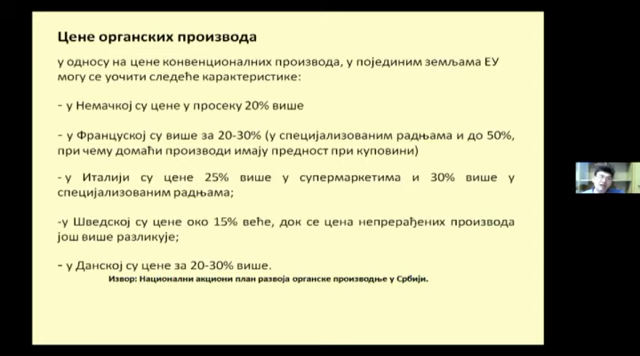 Цене органских производа
у односу на цене конвенционалних производа, у појединим земљама ЕУ
могу се уочити следеће карактеристике:
- у Немачкој су цене у просеку 20% више
- у Француској су више за 20-30% (у специјализованим радњама и до 50%,
при чему домаћи производи имају предност при куповини)
- у Италији су цене 25% више у супермаркетима и 30% више у
специјализованим радњама;
-у Шведској су цене око 15% веће, док се цена непрерађених производа
још више разликује;
- у Данској су цене за 20-30% више.
Извор: Национални акциони план развоја органске производње у Србији.